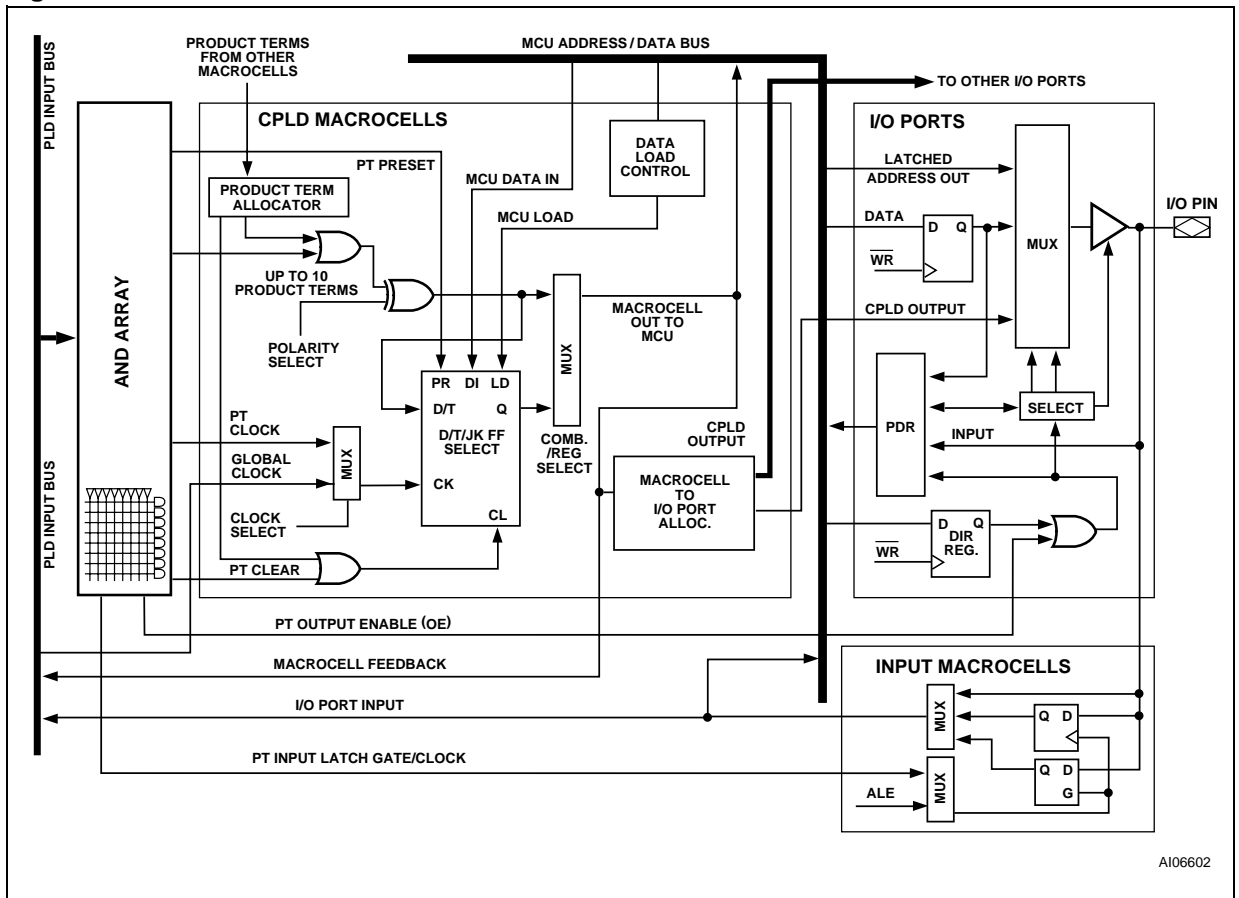 PRODUCT TERMS
FROM OTHER
MACROCELLS
MCU ADDRESS / DATA BUS
TO OTHER I/O PORTS
PLD INPUT BUS
AND ARRAY
PLD INPUT BUS
CPLD MACROCELLS
PT PRESET
PRODUCT TERM
ALLOCATOR
MCU DATA IN
MCU LOAD
DATA
LOAD
CONTROL
UP TO 10
PRODUCT TERMS
POLARITY
SELECT
PR DI LD
D/T Q
D/T/JK FF
SELECT
CK
CL
MUX
COMB.
/REG
SELECT
MACROCELL
OUT TO
MCU
PT
CLOCK
GLOBAL
CLOCK
CLOCK
SELECT
MUX
PT CLEAR
CPLD
OUTPUT
MACROCELL
TO
I/O PORT
ALLOC.
I/O PORTS
LATCHED
ADDRESS OUT
DATA
D Q
WR
MUX
I/O PIN
CPLD OUTPUT
PDR
SELECT
INPUT
D Q
DIR
REG.
WR
PT OUTPUT ENABLE (OE)
MACROCELL FEEDBACK
I/O PORT INPUT
PT INPUT LATCH GATE/CLOCK
INPUT MACROCELLS
MUX
Q D
Q D
G
MUX
ALE
AI06602